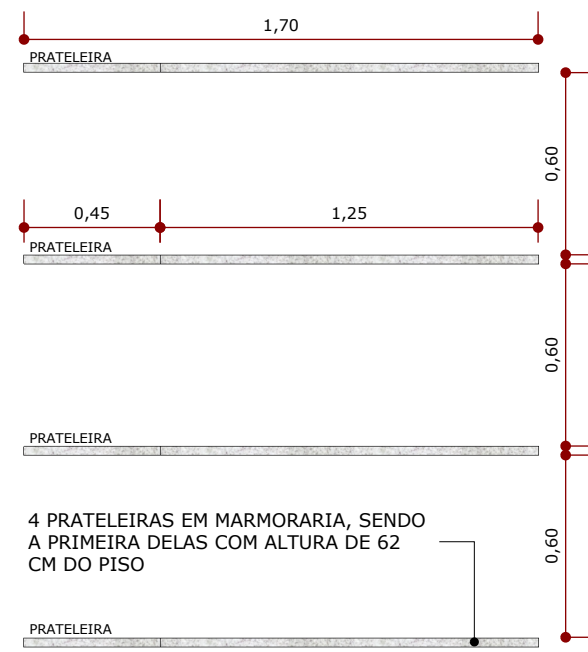 1,70
PRATELEIRA
0,60
0,45
1,25
PRATELEIRA
0,60
PRATELEIRA
4 PRATELEIRAS EM MARMORARIA, SENDO
A PRIMEIRA DELAS COM ALTURA DE 62
CM DO PISO
0,60
PRATELEIRA